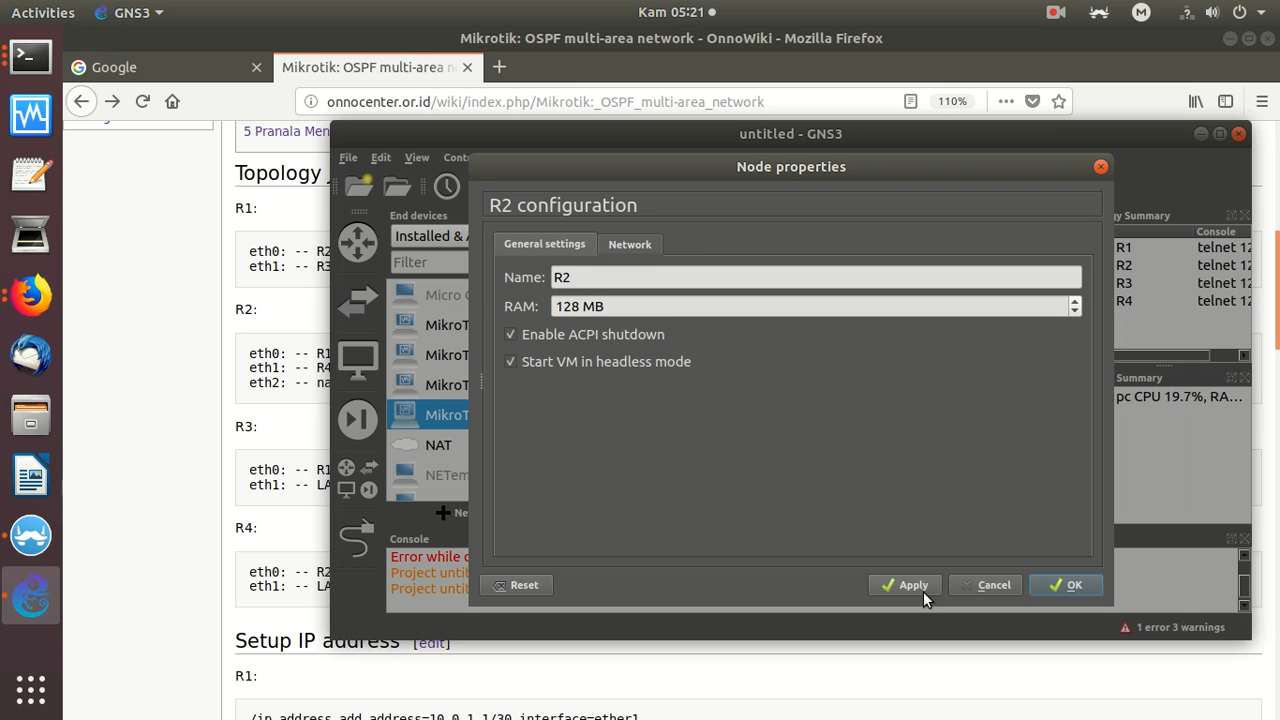 Activities GNS3 Kam 05:21
Mikrotik: OSPF multi-area network - OnnoWiki - Mozilla Firefox
Google Mikrotik: OSPF multi-area n
onnocenter.or.id/wiki/index.php/Mikrotik:_OSPF_multi-area_network 110%
5 Pranala Men
Topology
R1:
eth0: -- R2
eth1: -- R3
R2:
eth0: -- R1
eth1: -- R4
eth2: -- na
R3:
eth0: -- R1
eth1: -- LA
R4:
eth0: -- R2
eth1: -- LA
Setup IP address [edit]
R1:
/ip address add address=10.0.1.1/30 interface=ether1
untitled - GNS3
File Edit View Cont
End devices
Installed & A
Filter
Micro C
MikroT
MikroT
MikroT
MikroT
NAT
NETem
Ne
Console
Error while c
Project untit
Project untit
Node properties
R2 configuration
General settings Network
Name: R2
RAM: 128 MB
Enable ACPI shutdown
Start VM in headless mode
Reset Apply Cancel OK
gy Summary
Console
R1 telnet 12
R2 telnet 12
R3 telnet 12
R4 telnet 12
Summary
pc CPU 19.7%, RA...
1 error 3 warnings